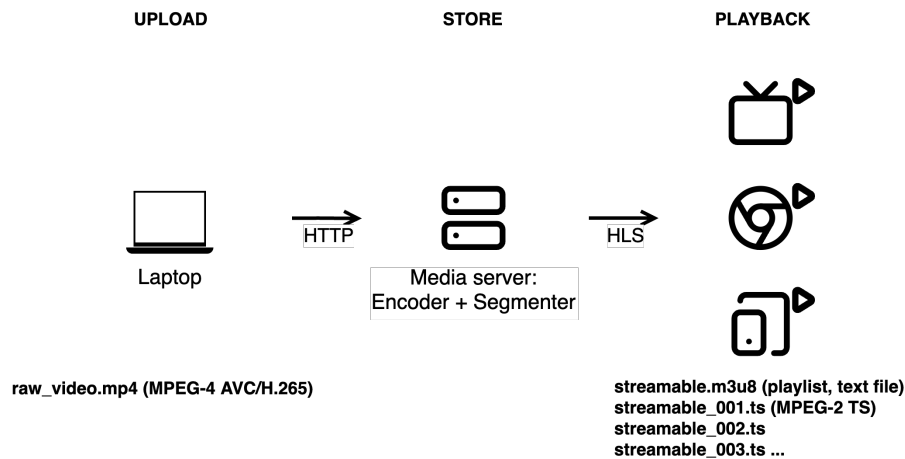 UPLOAD
STORE
PLAYBACK
HTTP
HLS
Laptop
Media server:
Encoder + Segmenter
raw_video.mp4 (MPEG-4 AVC/H.265)
streamable.m3u8 (playlist, text file)
streamable_001.ts (MPEG-2 TS)
streamable_002.ts
streamable_003.ts ...